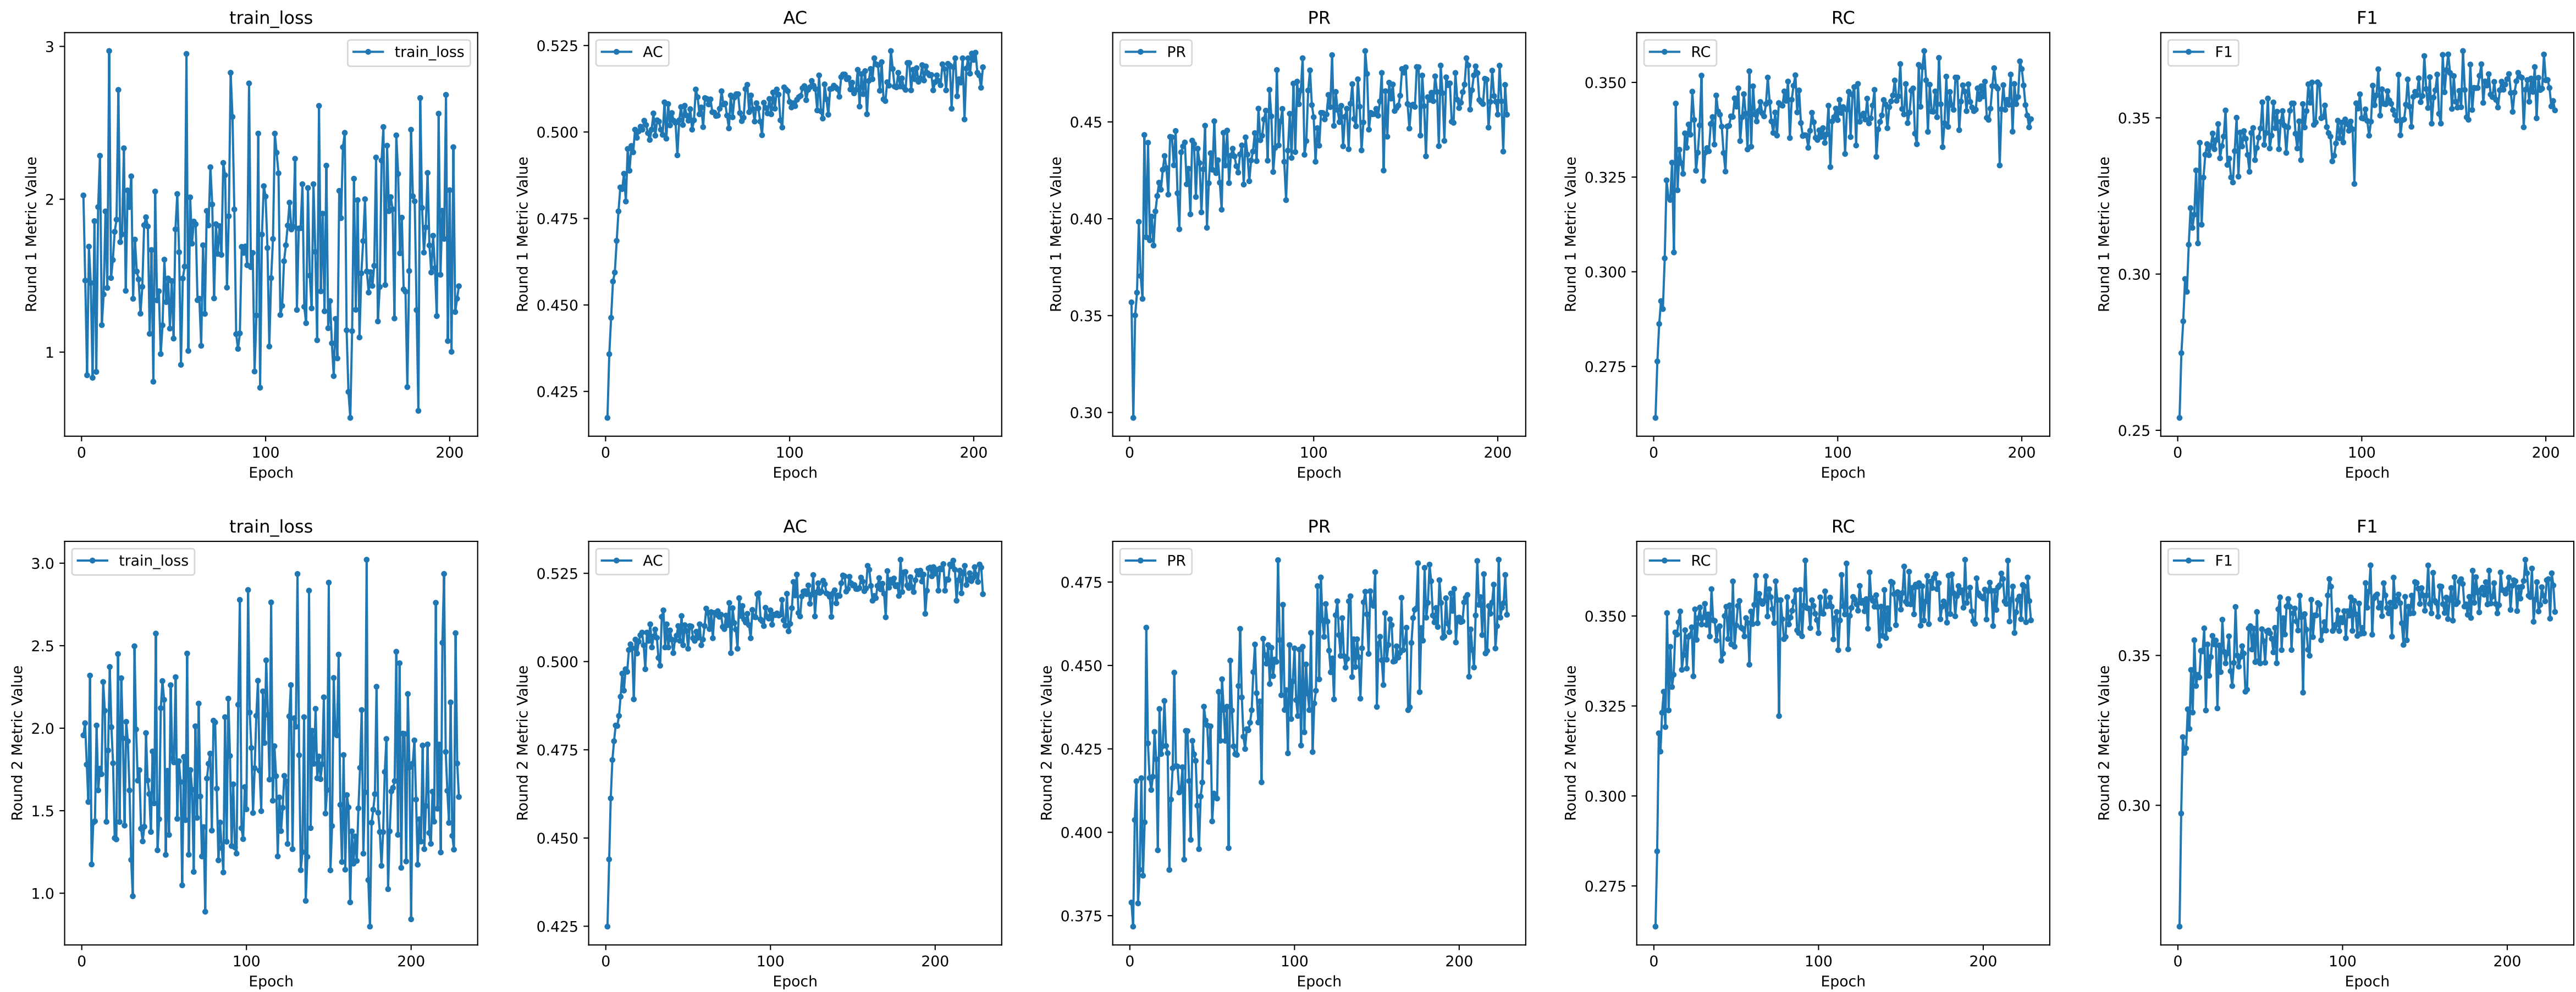 train_loss
AC
PR
RC
F1
train_loss
AC
PR
RC
F1
Round 1 Metric Value
3
2
1
0
100
200
Epoch
Round 1 Metric Value
0.525
0.500
0.475
0.450
0.425
0
100
200
Epoch
Round 1 Metric Value
0.45
0.40
0.35
0.30
0
100
200
Epoch
Round 1 Metric Value
0.350
0.325
0.300
0.275
0
100
200
Epoch
Round 1 Metric Value
0.35
0.30
0.25
0
100
200
Epoch
train_loss
AC
PR
RC
F1
train_loss
AC
PR
RC
F1
Round 2 Metric Value
3.0
2.5
2.0
1.5
1.0
0
100
200
Epoch
Round 2 Metric Value
0.525
0.500
0.475
0.450
0.425
0
100
200
Epoch
Round 2 Metric Value
0.475
0.450
0.425
0.400
0.375
0
100
200
Epoch
Round 2 Metric Value
0.350
0.325
0.300
0.275
0
100
200
Epoch
Round 2 Metric Value
0.35
0.30
0
100
200
Epoch